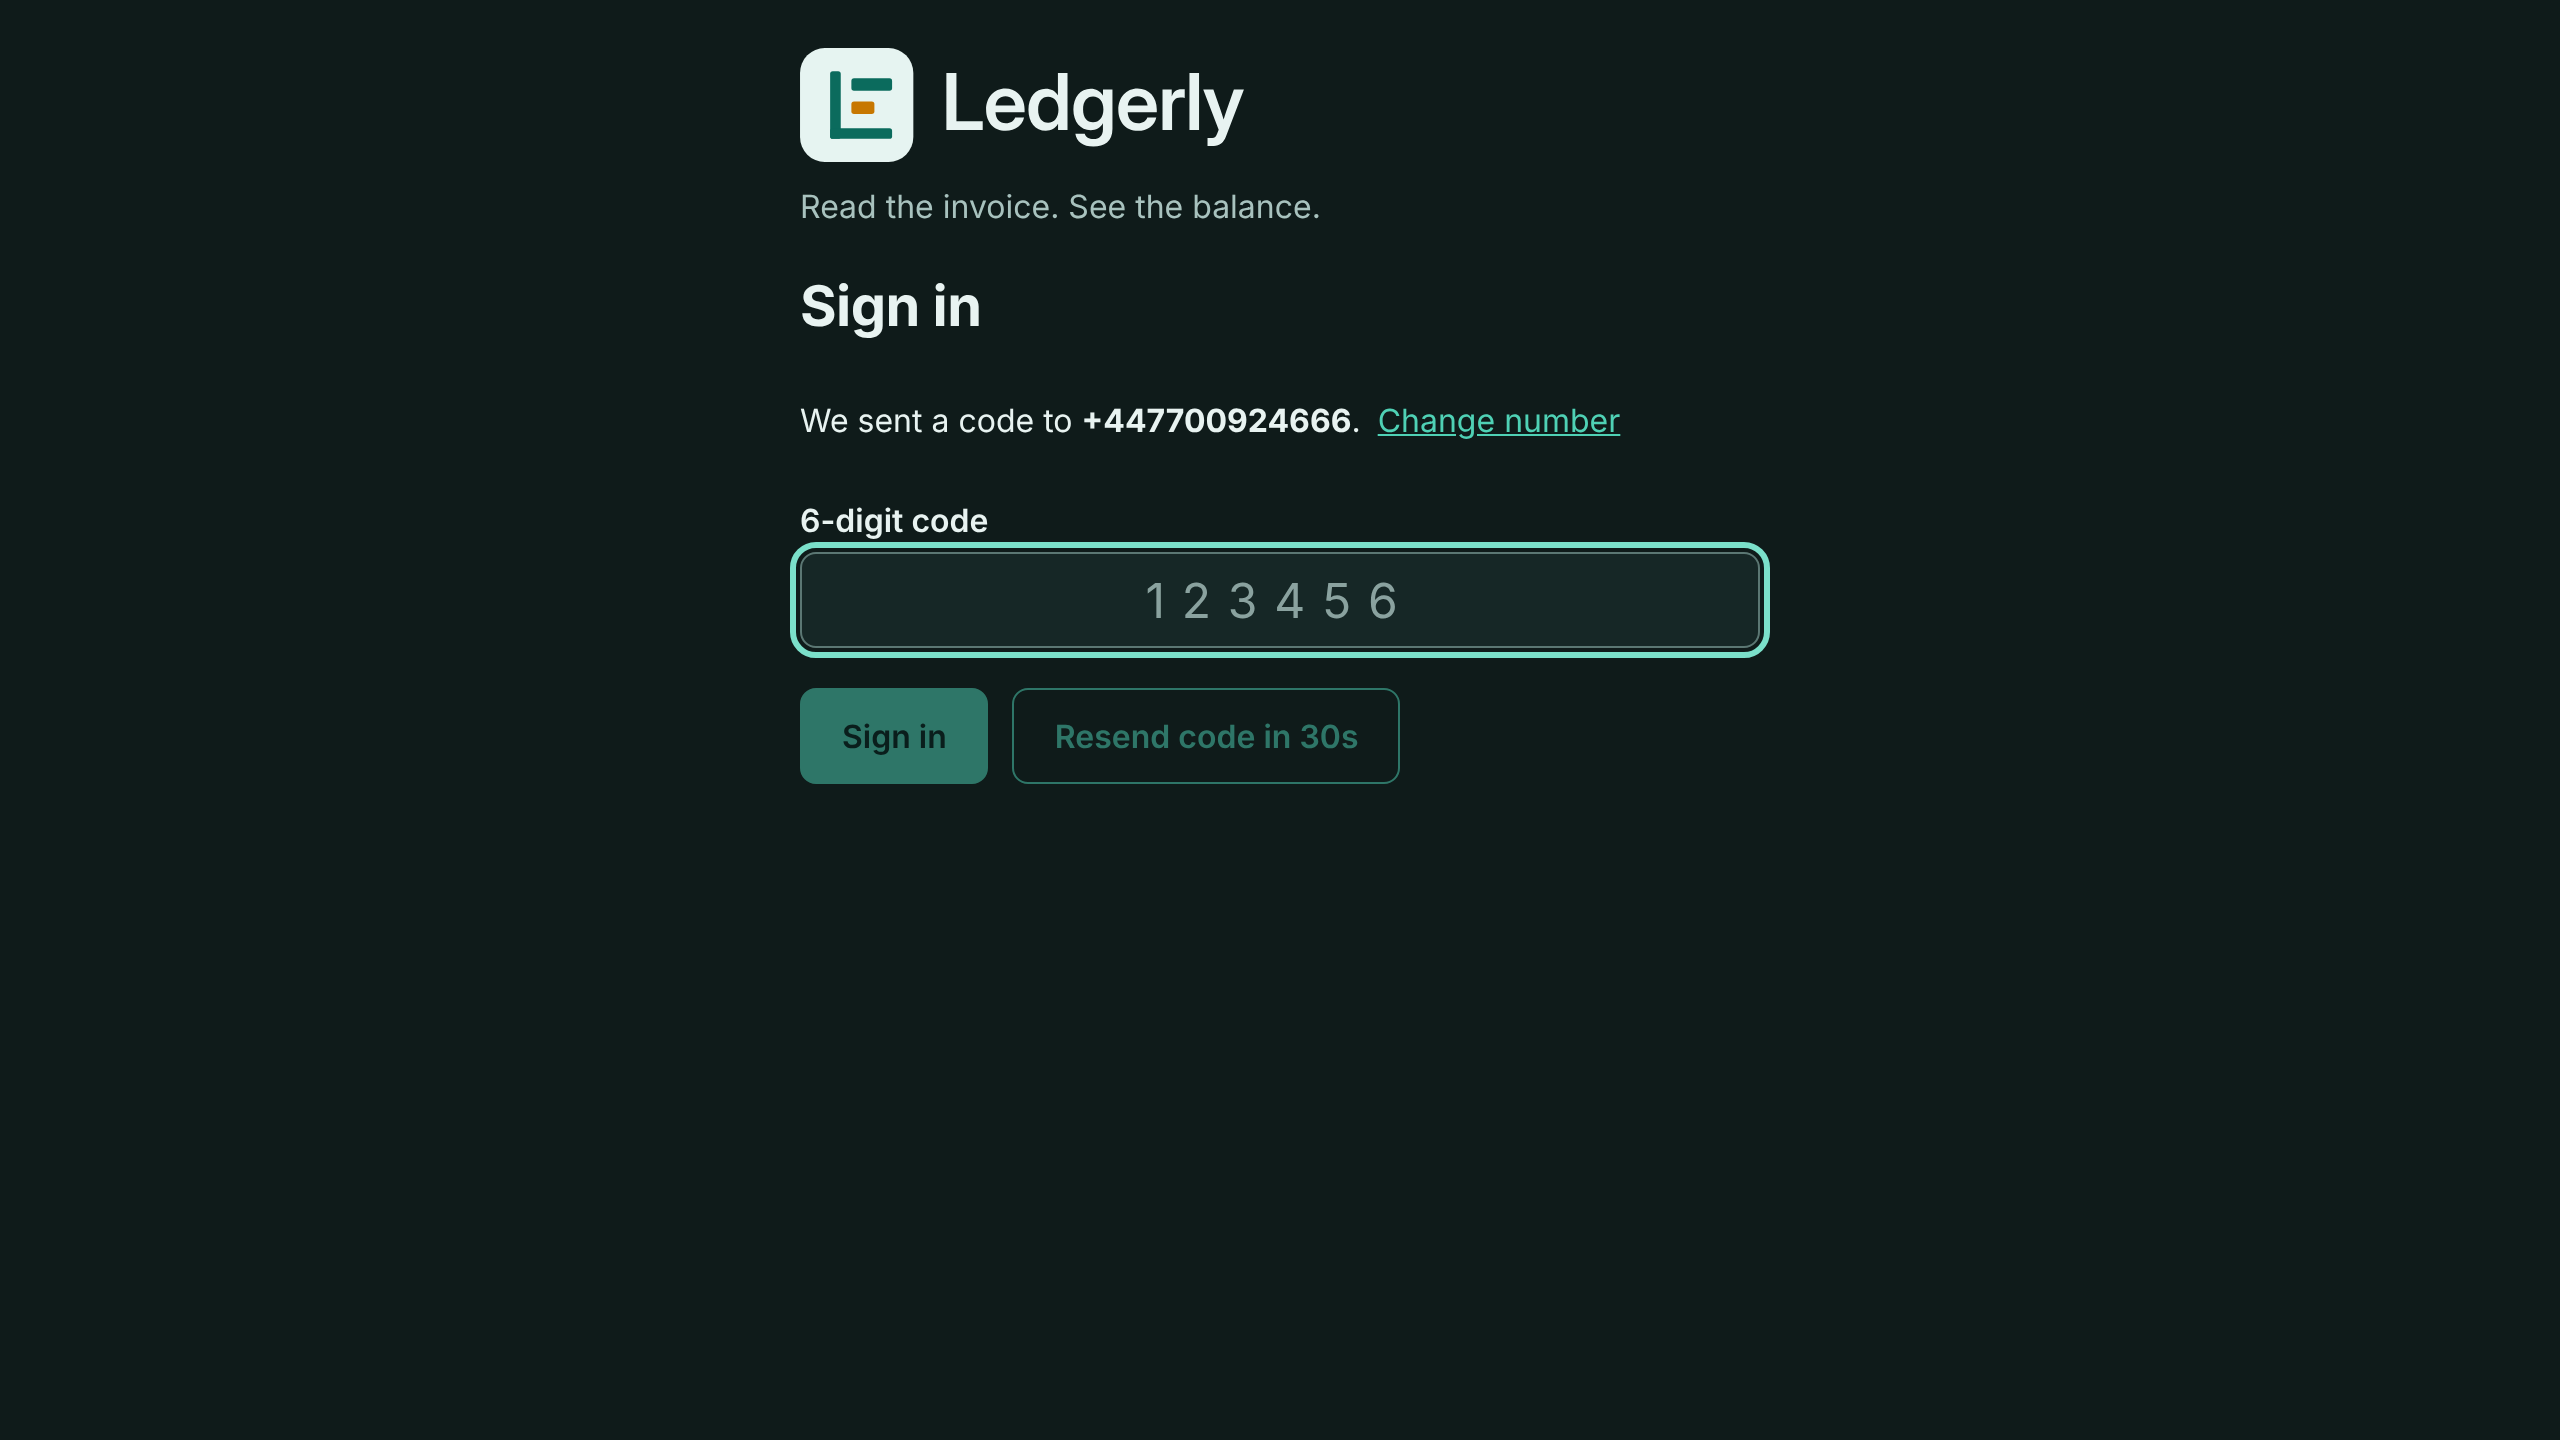 Ledgerly
Read the invoice. See the balance.
Sign in
We sent a code to +447700924666. Change number
6-digit code
1 2 3 4 5 6
Sign in Resend code in 30s